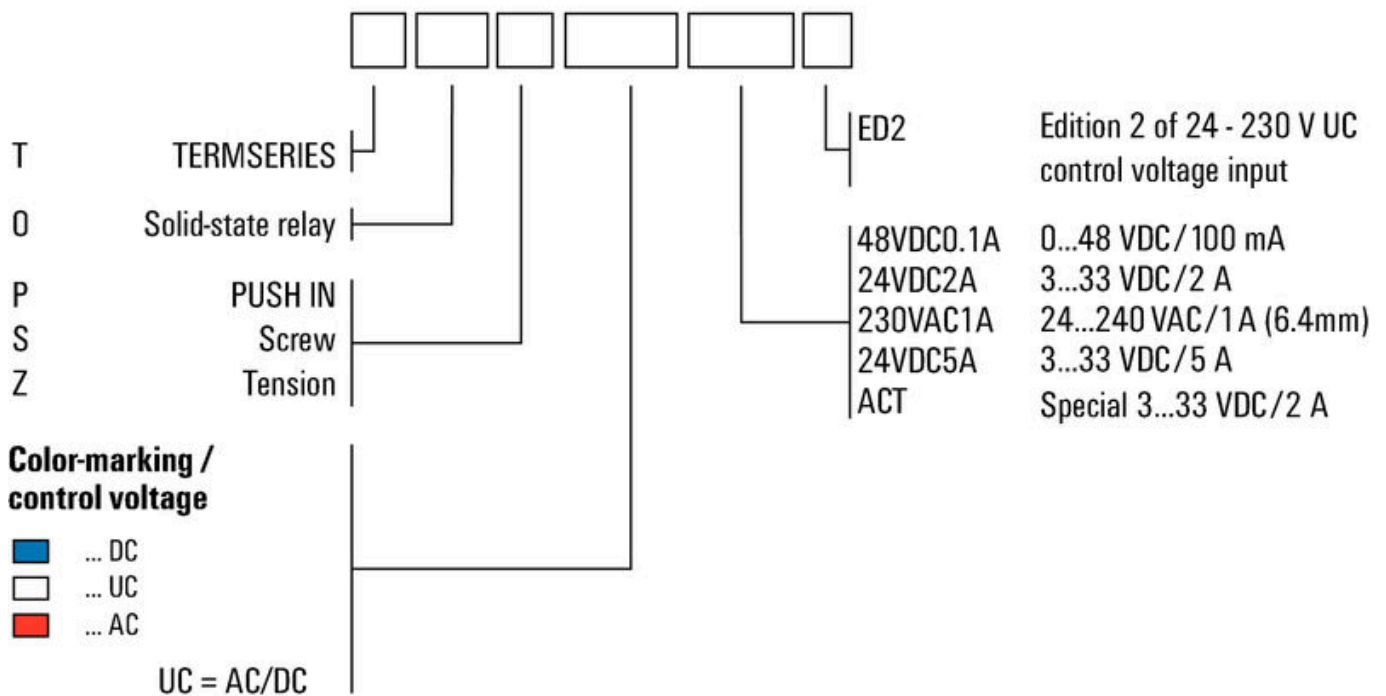 T TERMSERIES
O Solid-state relay
P PUSH IN
S Screw
Z Tension
Color-marking /
control voltage
... DC
... UC
... AC
UC = AC/DC
ED2 Edition 2 of 24 - 230 V UC
control voltage input
48VDC0.1A 0...48 VDC/100 mA
24VDC2A 3...33 VDC/2 A
230VAC1A 24...240 VAC/1A (6.4mm)
24VDC5A 3...33 VDC/5 A
ACT Special 3...33 VDC/2 A